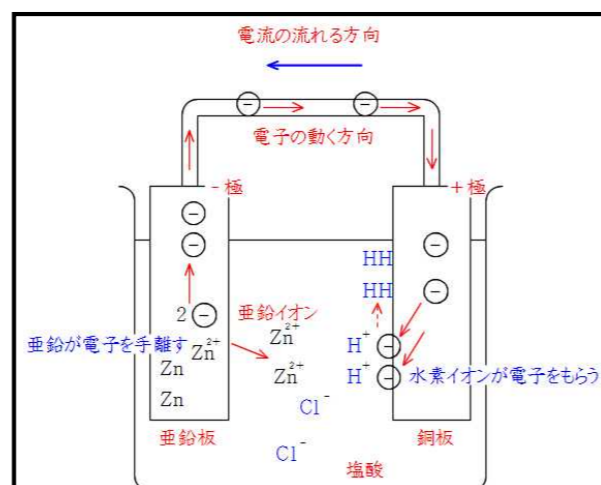 電流の流れる方向
電子の動く方向
-極
+極
2
亜鉛が電子を手離す
Zn²⁺
Zn
Zn
亜鉛イオン
Zn²⁺
Zn²⁺
Cl⁻
Cl⁻
HH
HH
H⁺
H⁺
水素イオンが電子をもらう
亜鉛板
銅板
塩酸